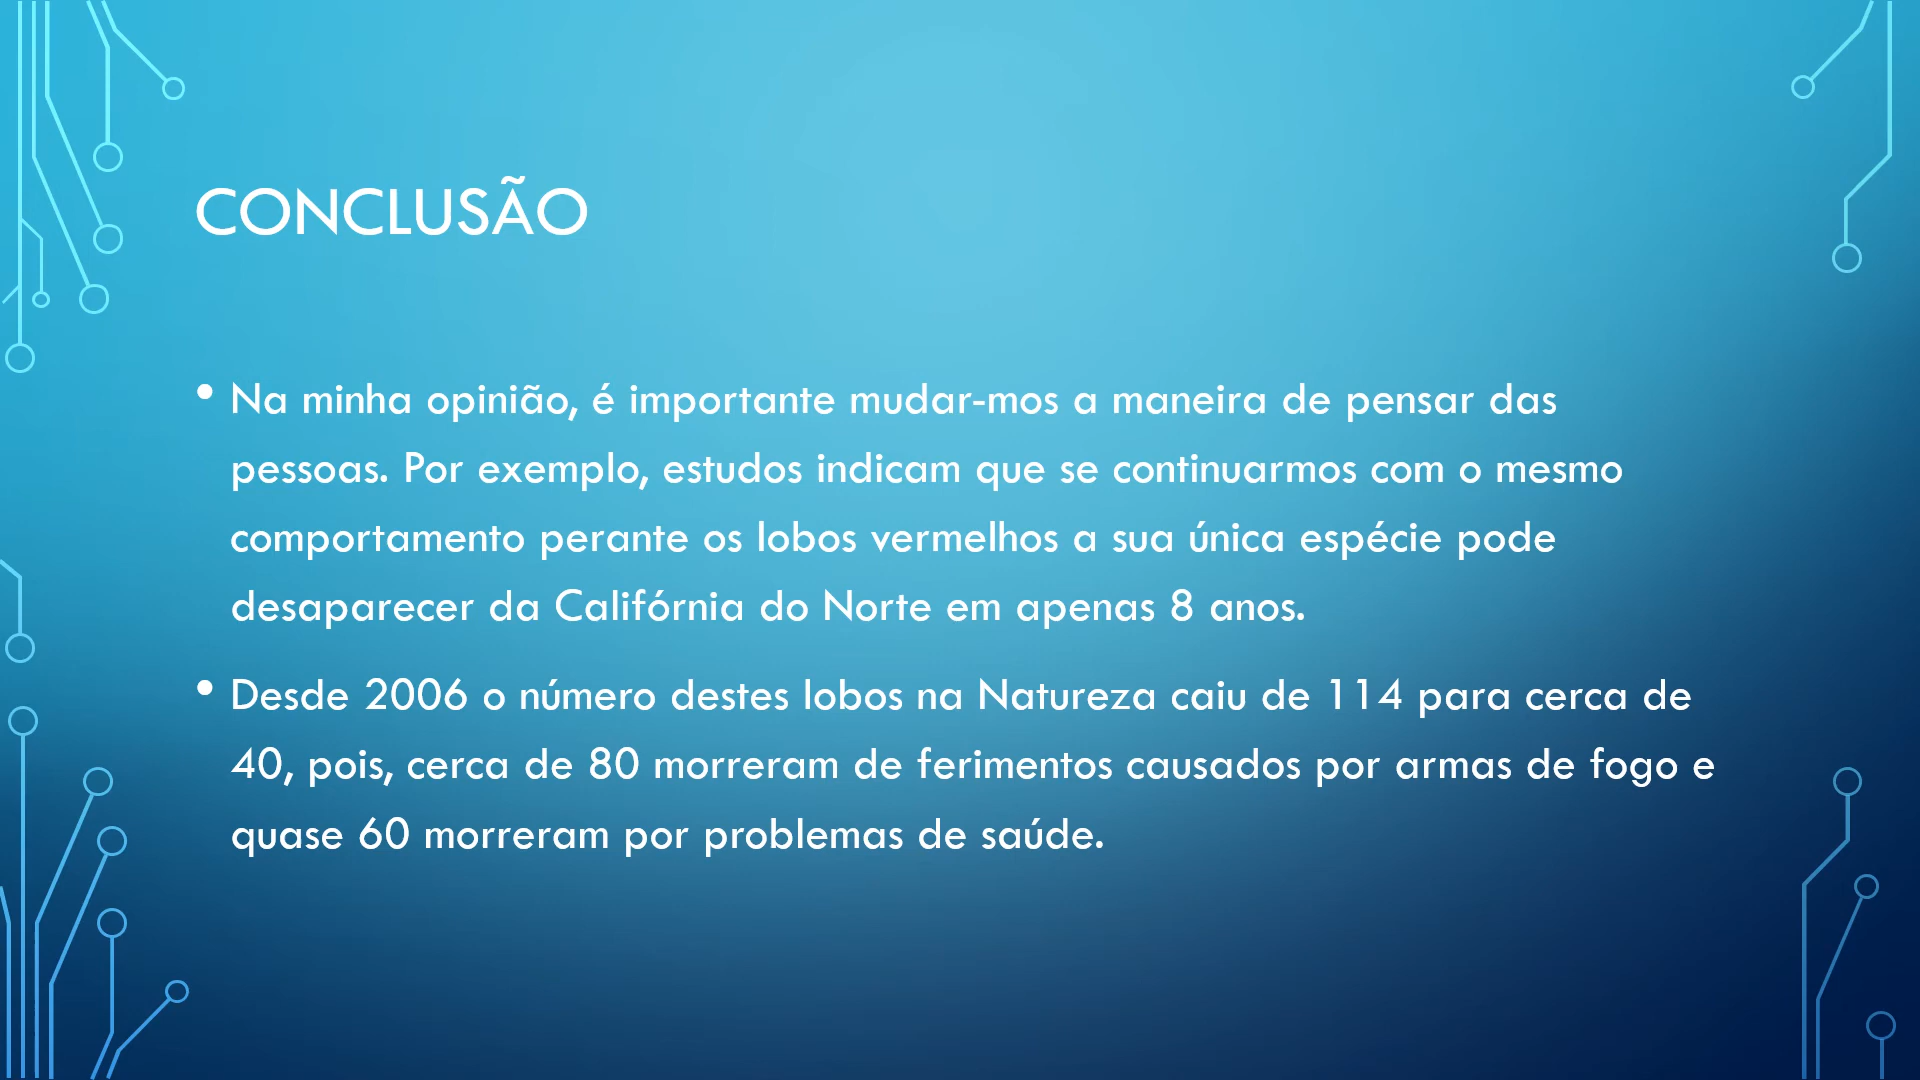 CONCLUSÃO
• Na minha opinião, é importante mudar-mos a maneira de pensar das
pessoas. Por exemplo, estudos indicam que se continuarmos com o mesmo
comportamento perante os lobos vermelhos a sua única espécie pode
desaparecer da Califórnia do Norte em apenas 8 anos.
• Desde 2006 o número destes lobos na Natureza caiu de 114 para cerca de
40, pois, cerca de 80 morreram de ferimentos causados por armas de fogo e
quase 60 morreram por problemas de saúde.